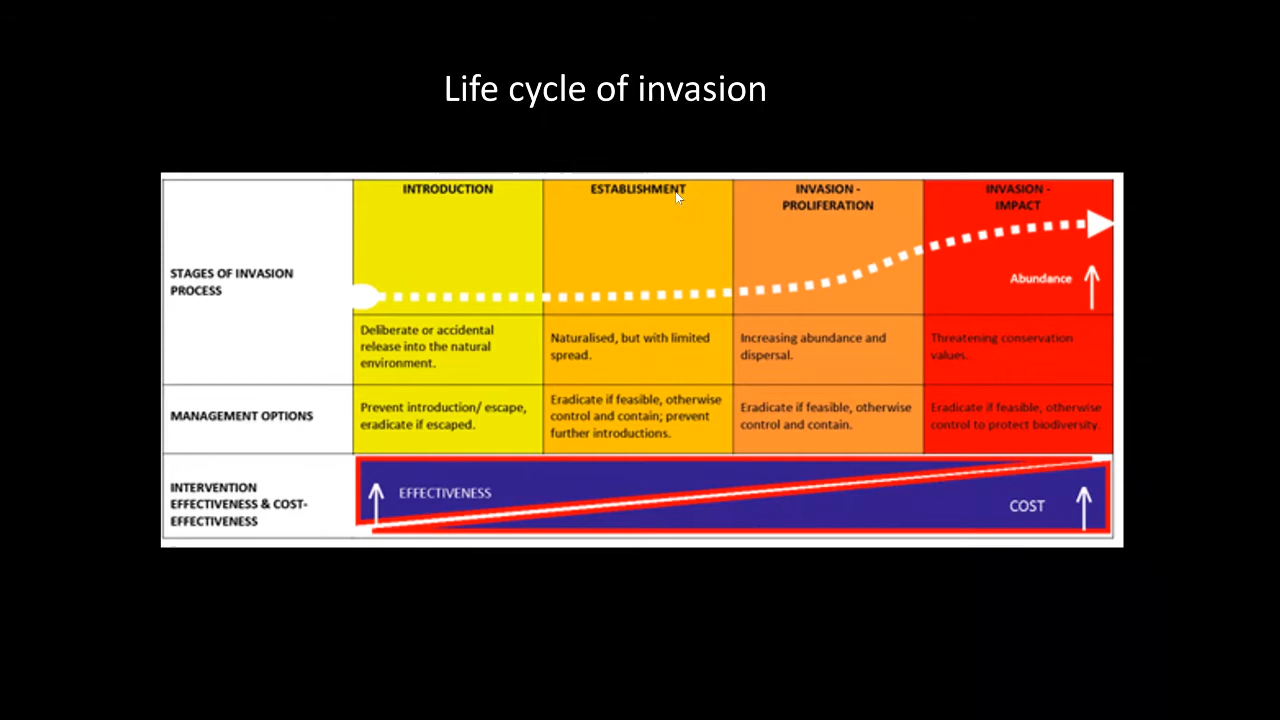 Life cycle of invasion
INTRODUCTION
ESTABLISHMENT
INVASION -
PROLIFERATION
INVASION -
IMPACT
STAGES OF INVASION
PROCESS
Abundance
Deliberate or accidental
release into the natural
environment.
Naturalised, but with limited
spread.
Increasing abundance and
dispersal.
Threatening conservation
values.
MANAGEMENT OPTIONS
Prevent introduction/ escape,
eradicate if escaped.
Eradicate if feasible, otherwise
control and contain; prevent
further introductions.
Eradicate if feasible, otherwise
control and contain.
Eradicate if feasible, otherwise
control to protect biodiversity.
INTERVENTION
EFFECTIVENESS & COST-
EFFECTIVENESS
EFFECTIVENESS
COST